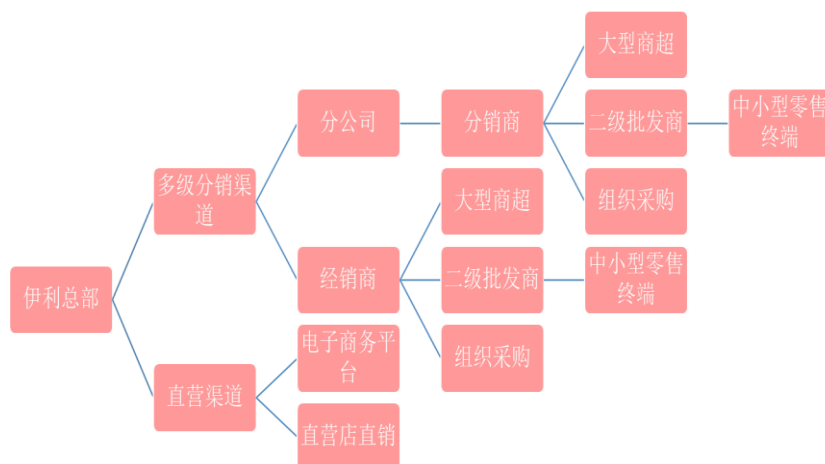 大型商超
分公司
分销商
二级批发商
中小型零售
终端
多级分销渠
道
大型商超
组织采购
伊利总部
经销商
二级批发商
中小型零售
终端
电子商务平
台
组织采购
直营渠道
直营店直销